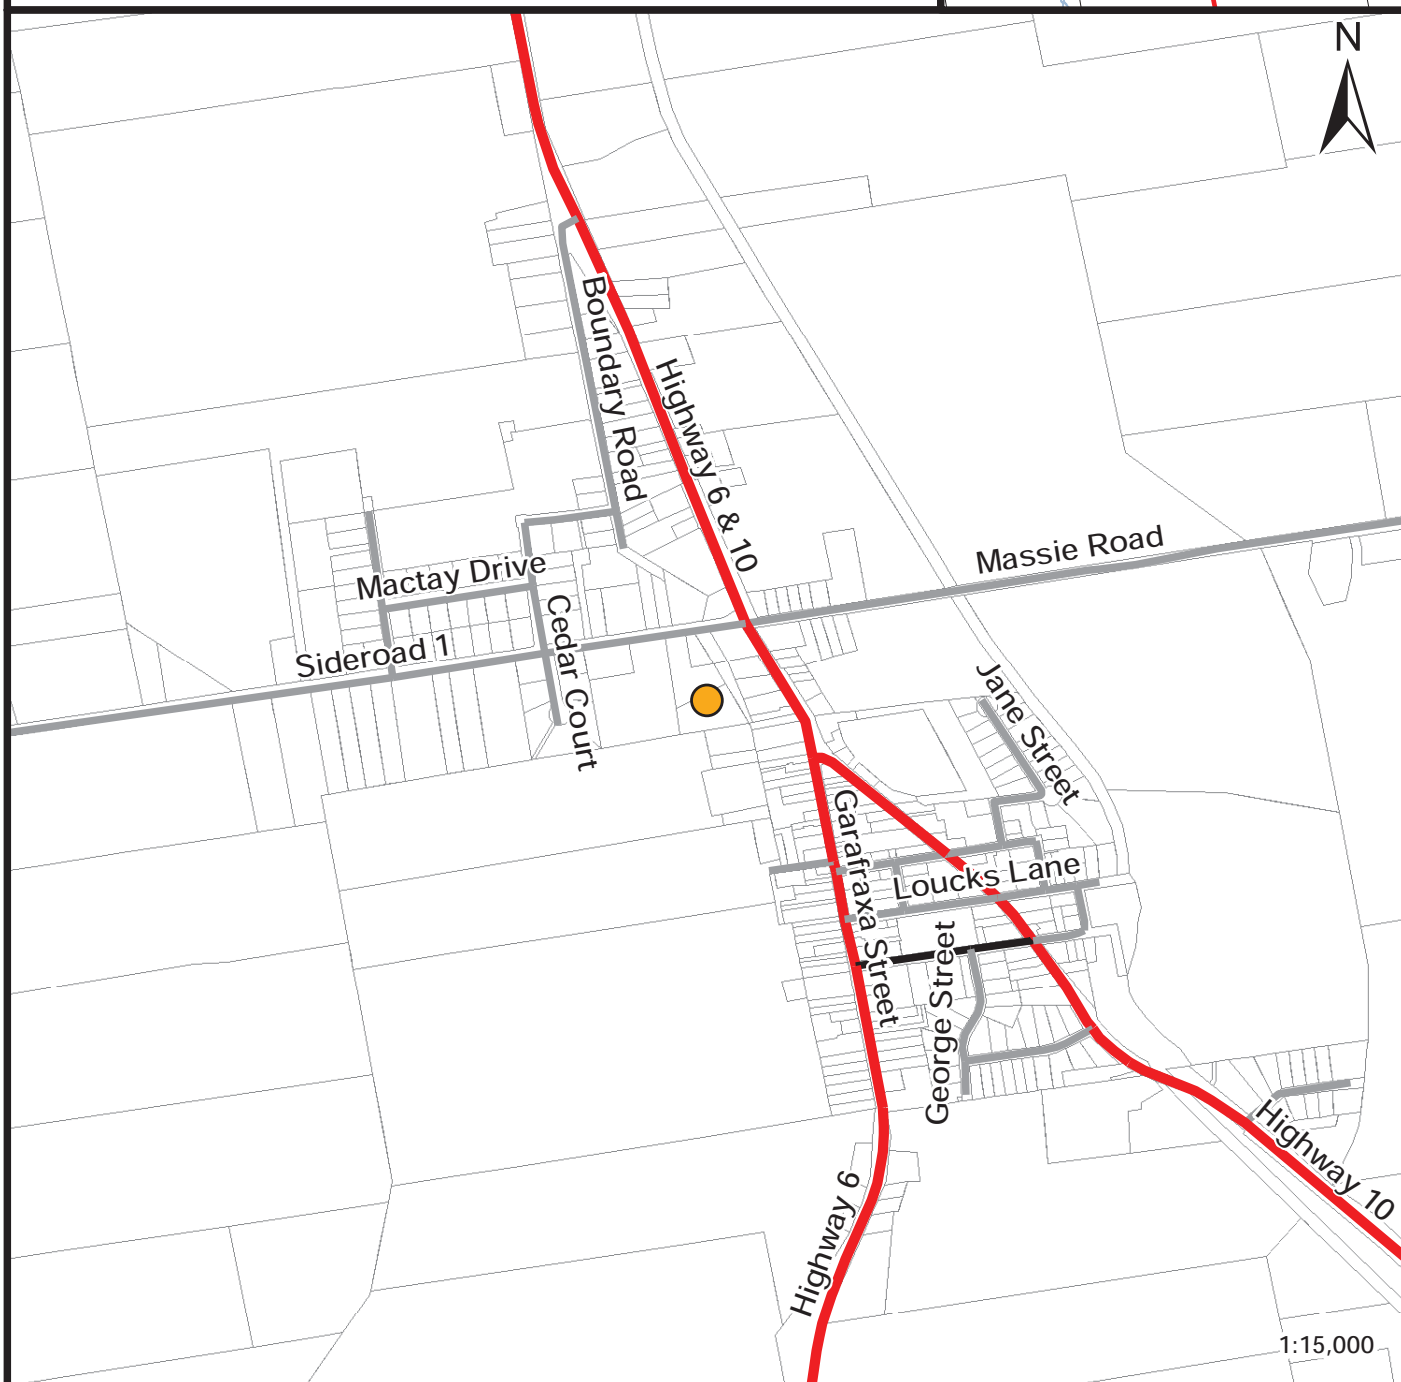 N
Boundary Road
Highway 6 & 10
Massie Road
Mactay Drive
Cedar Court
Sideroad 1
Jane Street
Garafraxa Street
Loucks Lane
George Street
Highway 10
Highway 6
1:15,000